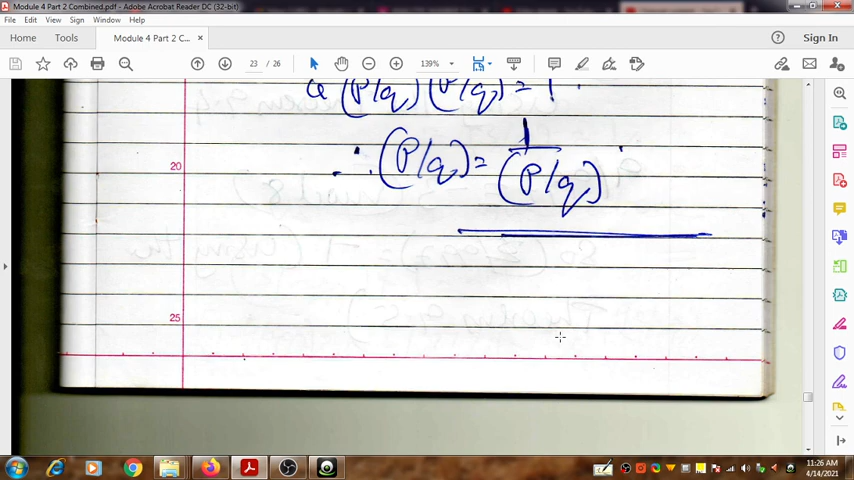 Module 4 Part 2 Combined.pdf - Adobe Acrobat Reader DC (32-bit)
File Edit View Sign Window Help
Home Tools Module 4 Part 2 C... × Sign In
23 / 26 139%
(P/q)(P/q) = 1
20 ∴ (P/q) = 1/(P/q)
25
11:26 AM
4/14/2021